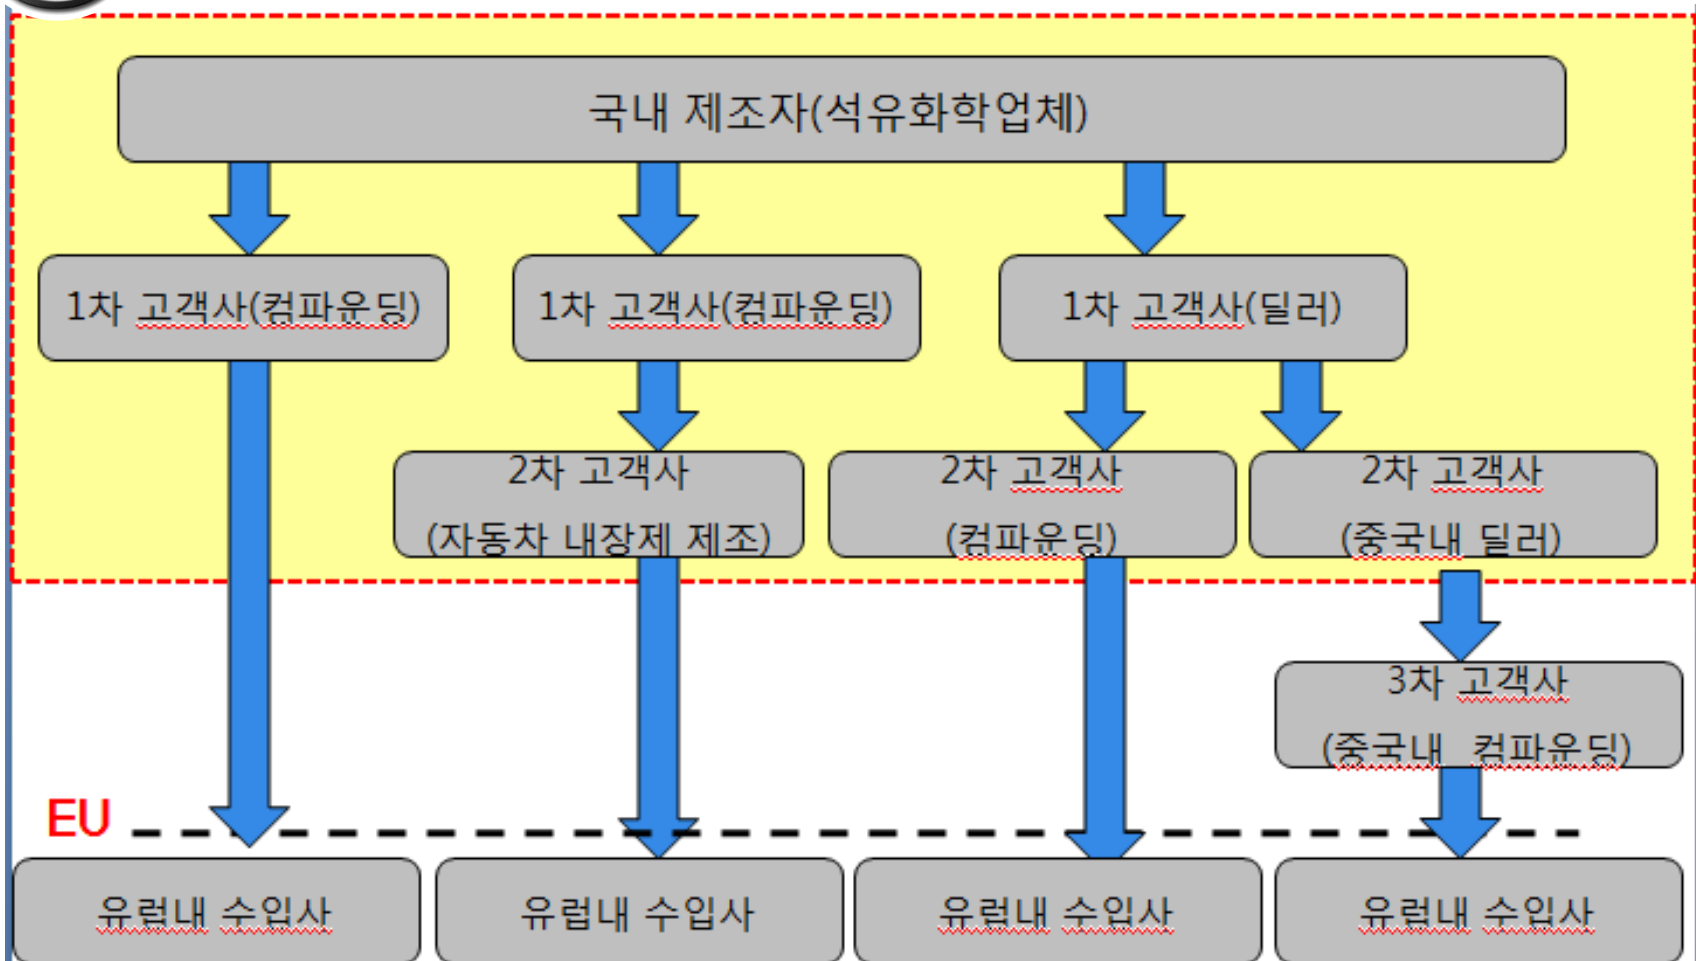 국내 제조자(석유화학업체)
1차 고객사(컴파운딩)
1차 고객사(컴파운딩)
1차 고객사(딜러)
2차 고객사
(자동차 내장제 제조)
2차 고객사
(컴파운딩)
2차 고객사
(중국내 딜러)
3차 고객사
(중국내 컴파운딩)
EU
유럽내 수입사
유럽내 수입사
유럽내 수입사
유럽내 수입사